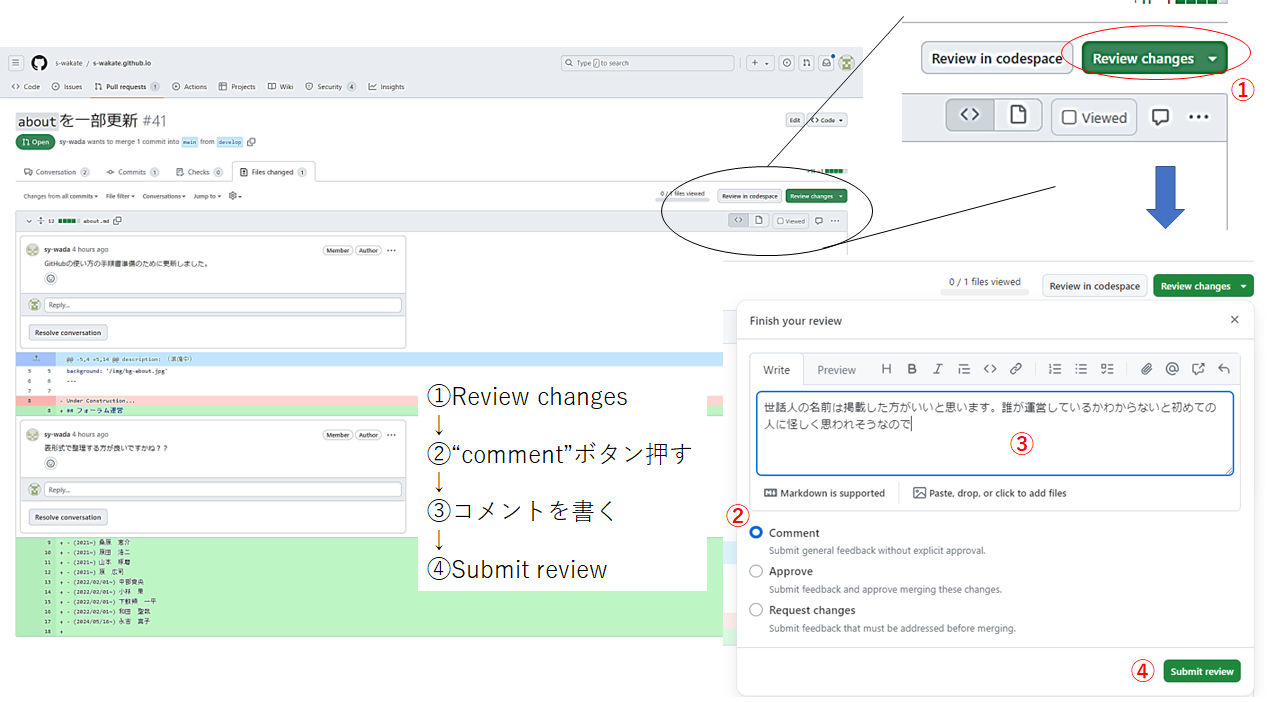 s-wakate / s-wakate.github.io
Type / to search
Code
Issues
Pull requests 1
Actions
Projects
Wiki
Security 4
Insights
aboutを一部更新 #41
Edit
Code
Open
sy-wada wants to merge 1 commit into main from develop
Conversation 2
Commits 1
Checks 0
Files changed 1
Changes from all commits
File filter
Conversations
Jump to
0 / 1 files viewed
Review in codespace
Review changes
12
about.md
Viewed
sy-wada 4 hours ago
Member
Author
GitHubの使い方の手順書準備のために更新しました。
Reply...
Resolve conversation
@@ -5,4 +5,14 @@ description: (準備中)
5 5 background: '/img/bg-about.jpg'
6 6 ---
7 7
8 - Under Construction...
8 + ## フォーラム運営
sy-wada 4 hours ago
Member
Author
表形式で整理する方が良いですかね？？
Reply...
Resolve conversation
9 + - (2021~)
10 + - (2021~) 原田 浩二
11 + - (2021~) 山本 琢磨
12 + - (2021~) 原 広司
13 + - (2022/02/01~)
14 + - (2022/02/01~) 小林 果
15 + - (2022/02/01~) 一平
16 + - (2022/02/01~) 和田
17 + - (2024/05/16~) 永吉 真子
18 +
①Review changes
↓
②“comment”ボタン押す
↓
③コメントを書く
↓
④Submit review
Review in codespace
Review changes
①
Viewed
0 / 1 files viewed
Review in codespace
Review changes
Finish your review
Write
Preview
世話人の名前は掲載した方がいいと思います。誰が運営しているかわからないと初めての
人に怪しく思われそうなので
③
Markdown is supported
Paste, drop, or click to add files
②
Comment
Submit general feedback without explicit approval.
Approve
Submit feedback and approve merging these changes.
Request changes
Submit feedback that must be addressed before merging.
④
Submit review